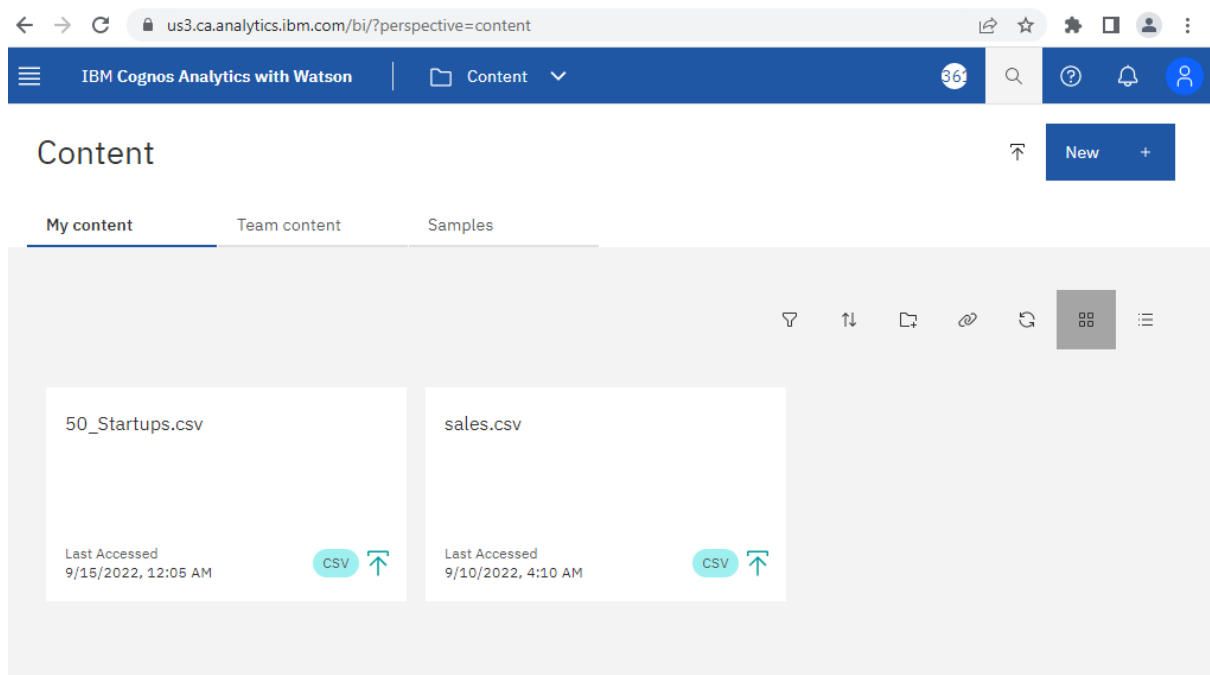 us3.ca.analytics.ibm.com/bi/?perspective=content
IBM Cognos Analytics with Watson
Content
361
Content
New +
My content
Team content
Samples
50_Startups.csv
Last Accessed
9/15/2022, 12:05 AM
CSV
sales.csv
Last Accessed
9/10/2022, 4:10 AM
CSV